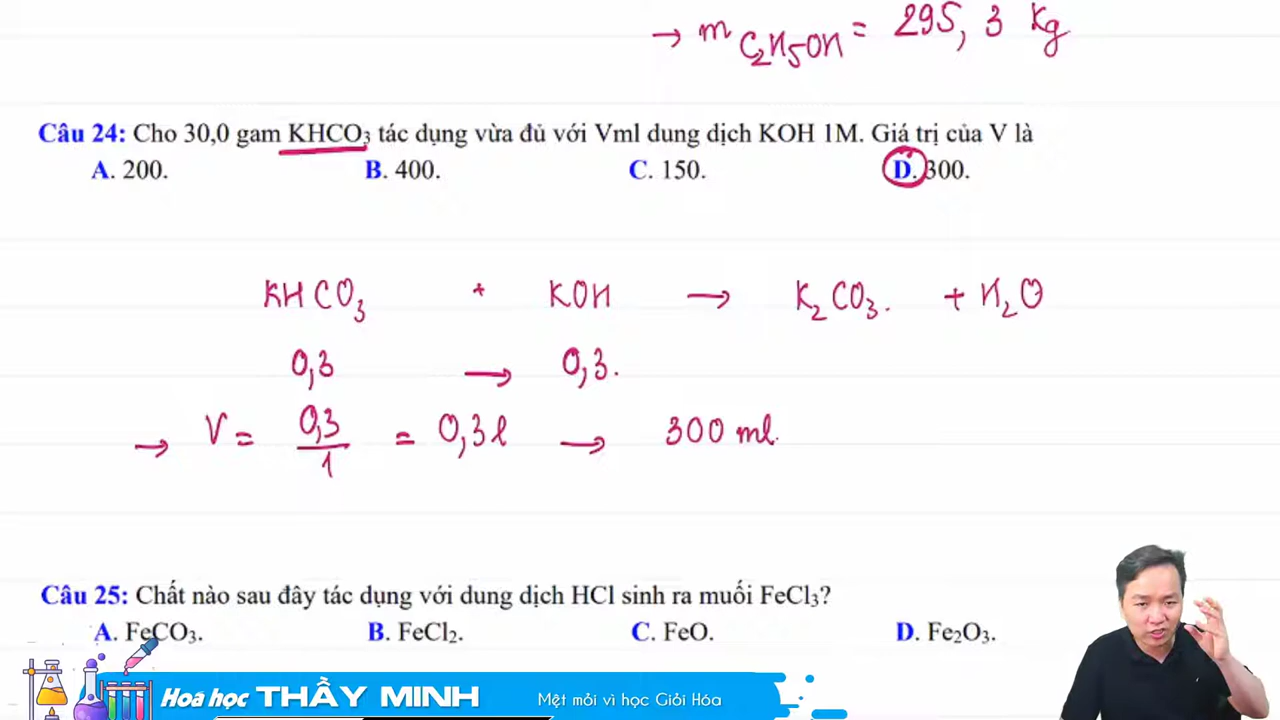 → m C₂H₅OH = 295,3 Kg
Câu 24: Cho 30,0 gam KHCO₃ tác dụng vừa đủ với Vml dung dịch KOH 1M. Giá trị của V là
A. 200. B. 400. C. 150. D. 300.
KHCO₃ + KOH → K₂CO₃. + H₂O
0,3 → 0,3.
→ V = 0,3/1 = 0,3l → 300 ml.
Câu 25: Chất nào sau đây tác dụng với dung dịch HCl sinh ra muối FeCl₃?
A. FeCO₃. B. FeCl₂. C. FeO. D. Fe₂O₃.
Hoá học THẦY MINH Mệt mỏi vì học Giỏi Hóa